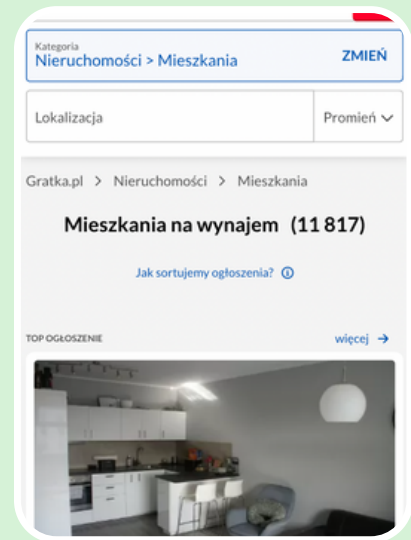 Kategoria
Nieruchomości > Mieszkania
ZMIEŃ
Lokalizacja
Promień
Gratka.pl > Nieruchomości > Mieszkania
Mieszkania na wynajem (11 817)
Jak sortujemy ogłoszenia?
TOP OGŁOSZENIE
więcej →